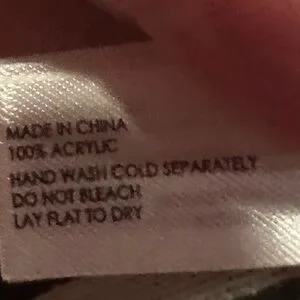 MADE IN CHINA
100% ACRYLIC
HAND WASH COLD SEPARATELY
DO NOT BLEACH
LAY FLAT TO DRY